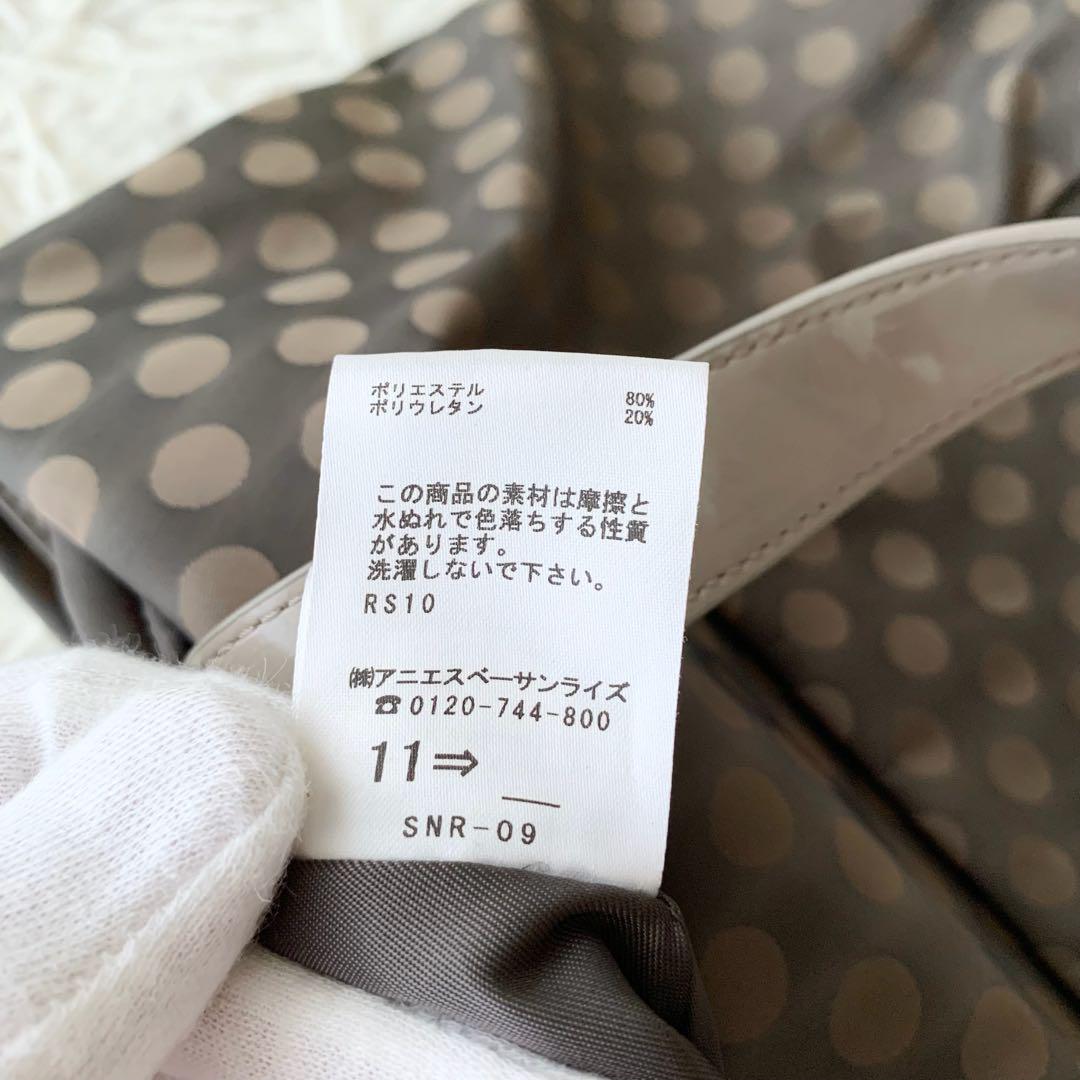 ポリエステル 80%
ポリウレタン 20%
この商品の素材は摩擦と
水ぬれで色落ちする性質
があります。
洗濯しないで下さい。
RS10
㈱アニエスベーサンライズ
☎0120-744-800
11⇒
SNR-09